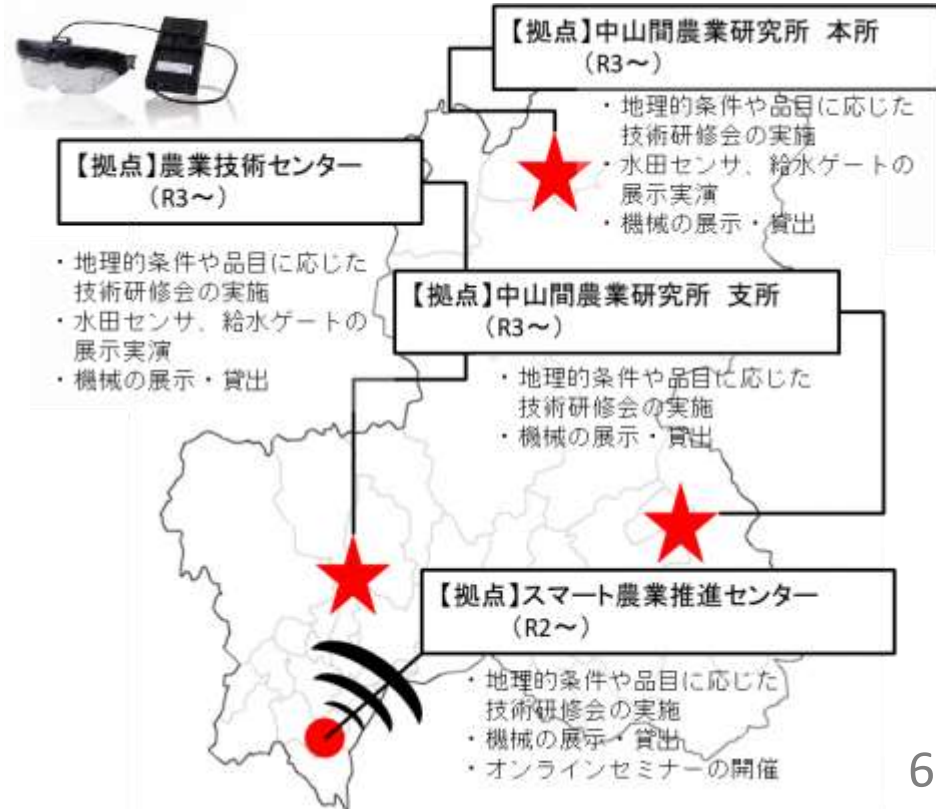 【拠点】中山間農業研究所 本所
(R3～)
・地理的条件や品目に応じた
技術研修会の実施
・水田センサ、給水ゲートの
展示実演
・機械の展示・貸出
【拠点】農業技術センター
(R3～)
・地理的条件や品目に応じた
技術研修会の実施
・水田センサ、給水ゲートの
展示実演
・機械の展示・貸出
【拠点】中山間農業研究所 支所
(R3～)
・地理的条件や品目に応じた
技術研修会の実施
・機械の展示・貸出
【拠点】スマート農業推進センター
(R2～)
・地理的条件や品目に応じた
技術研修会の実施
・機械の展示・貸出
・オンラインセミナーの開催
6